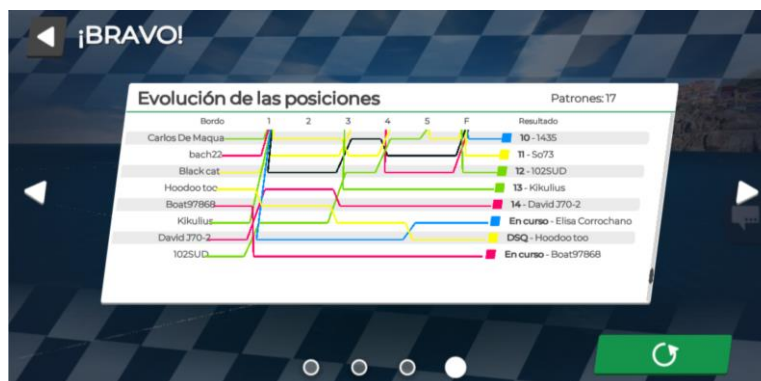 ¡BRAVO!
Evolución de las posiciones
Patrones: 17
Bordo 1 2 3 4 5 F Resultado
Carlos De Maqua 10 - 1435
bach22 11 - So73
Black cat 12 - 102SUD
Hoodoo too 13 - Kikulius
Boat97868 14 - David J70-2
Kikulius En curso - Elisa Corrochano
David J70-2 DSQ - Hoodoo too
102SUD En curso - Boat97868